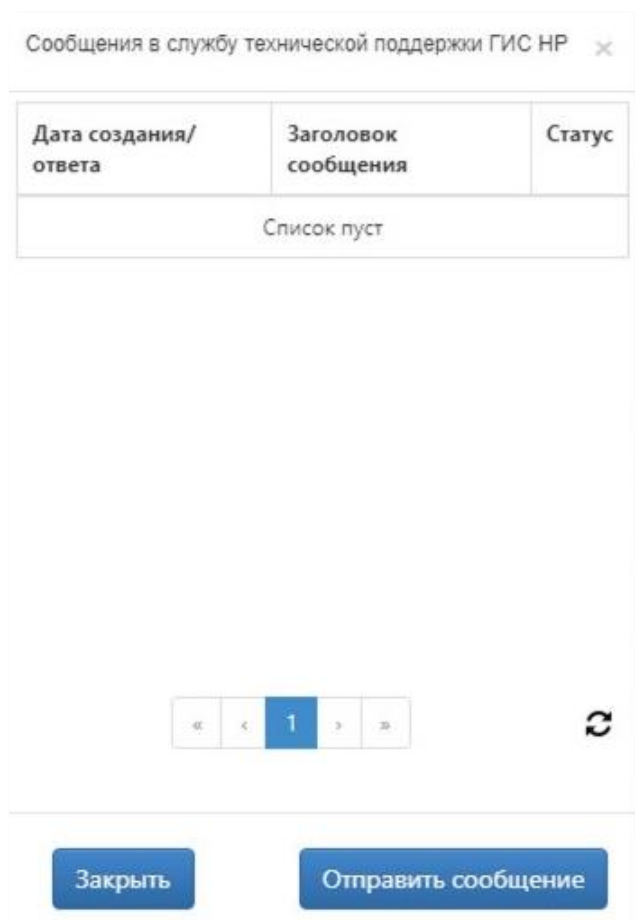 Сообщения в службу технической поддержки ГИС НР ×
Дата создания/ Заголовок Статус
ответа сообщения
Список пуст
« ‹ 1 › »
Закрыть Отправить сообщение